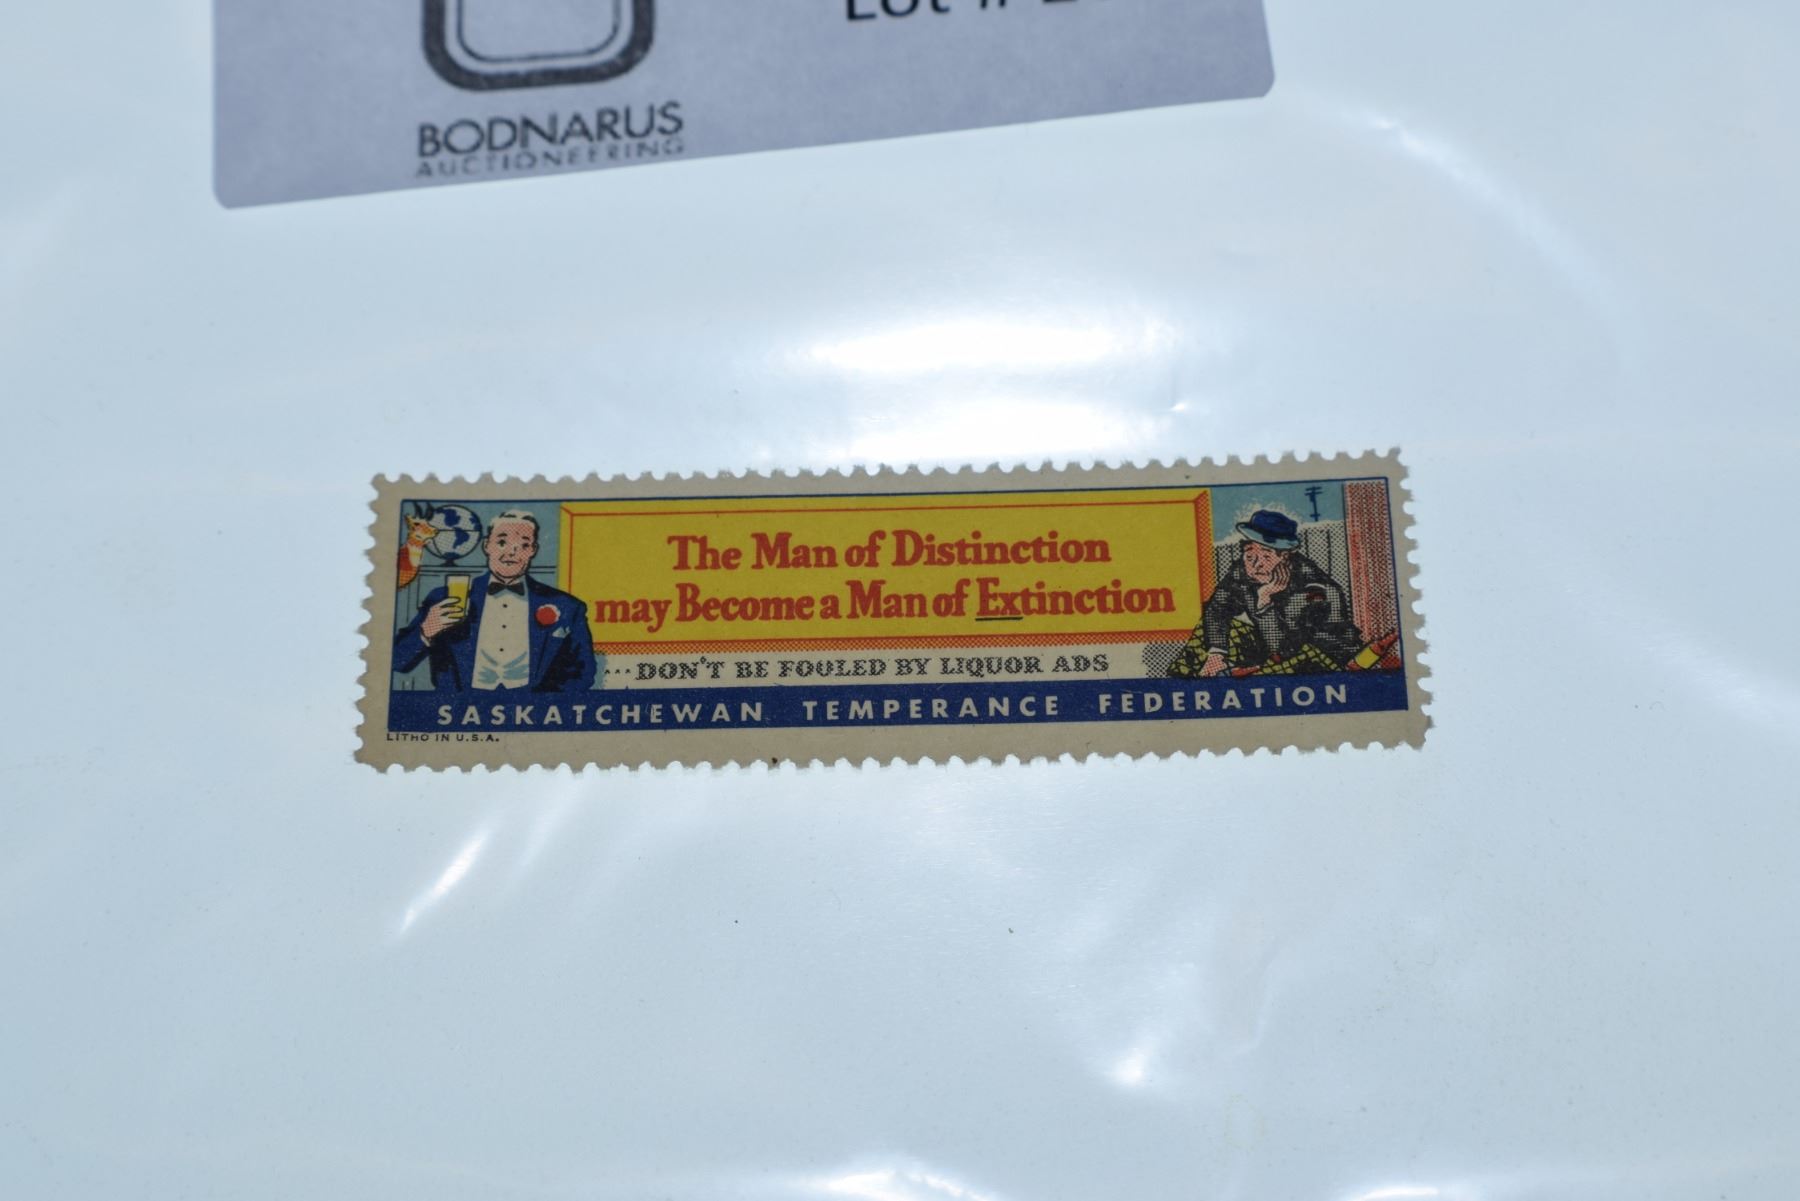 Lot #
BODNARUS
AUCTIONEERING
The Man of Distinction
may Become a Man of Extinction
...DON'T BE FOOLED BY LIQUOR ADS
SASKATCHEWAN TEMPERANCE FEDERATION
LITHO IN U.S.A.